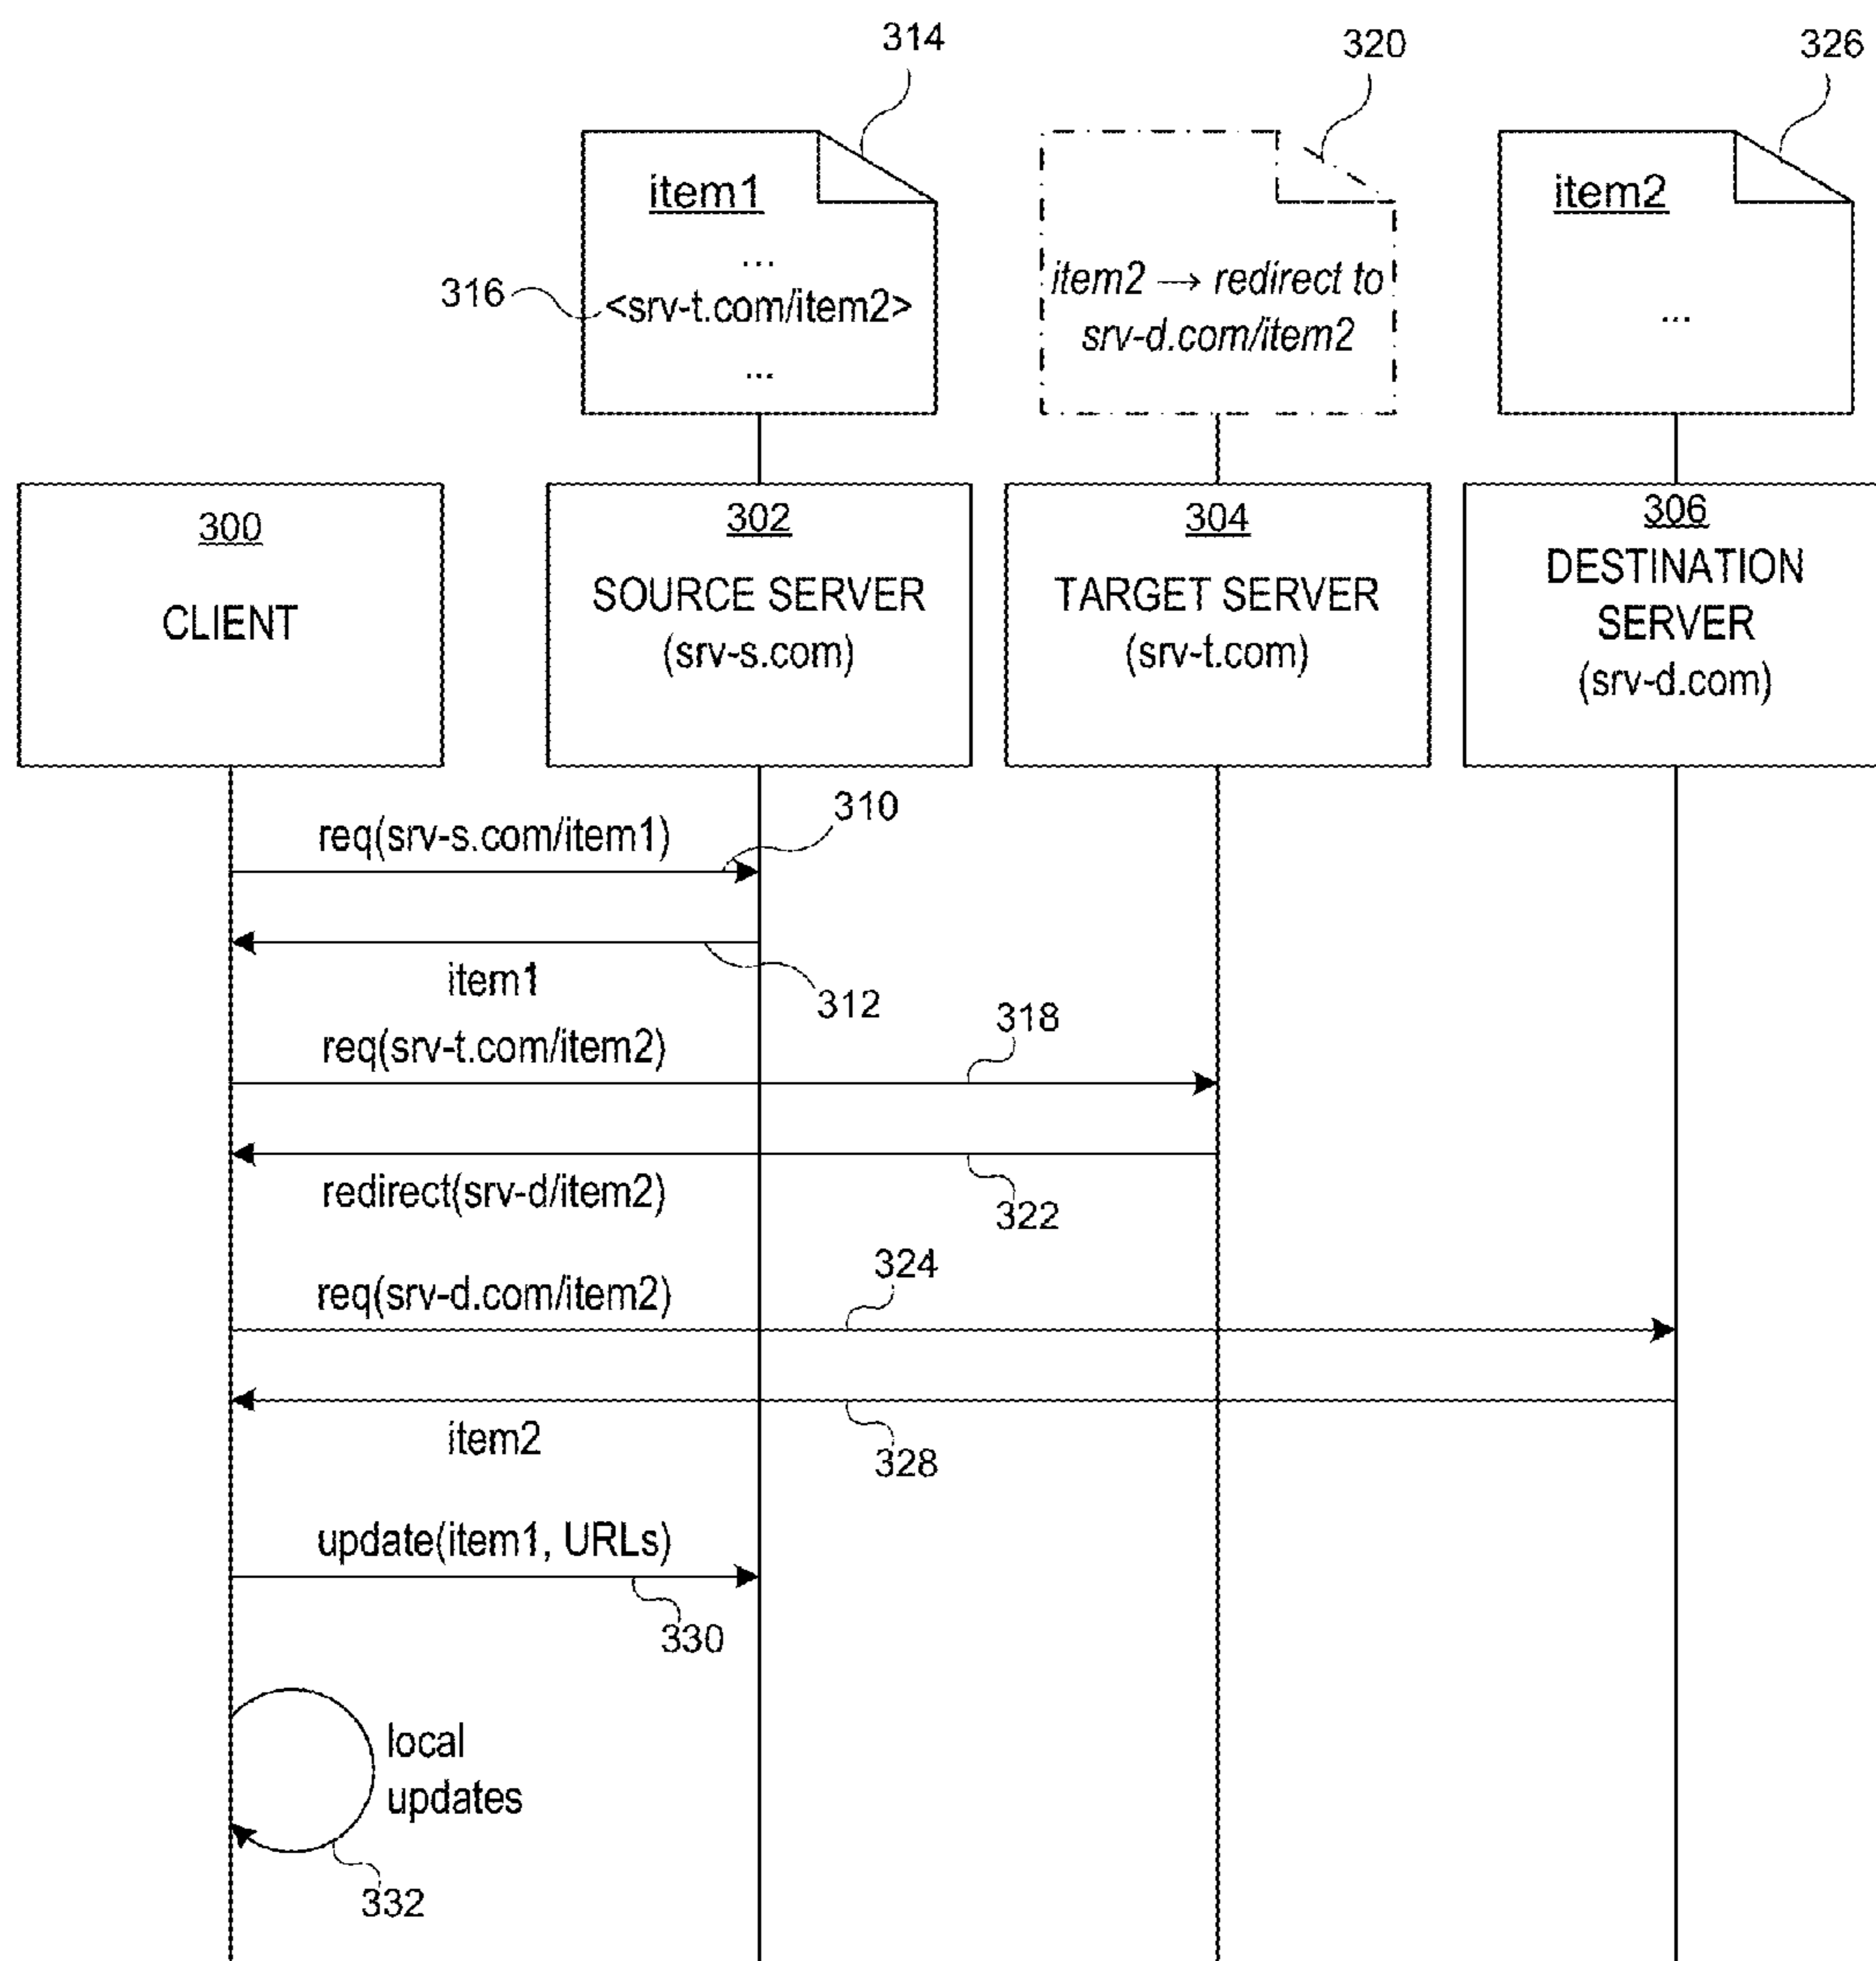 314
320
326
item1
...
316
<srv-t.com/item2>
...
item2 → redirect to
srv-d.com/item2
item2
...
300
CLIENT
302
SOURCE SERVER
(srv-s.com)
304
TARGET SERVER
(srv-t.com)
306
DESTINATION
SERVER
(srv-d.com)
req(srv-s.com/item1)
310
item1
312
req(srv-t.com/item2)
318
redirect(srv-d/item2)
322
req(srv-d.com/item2)
324
item2
328
update(item1, URLs)
330
local
updates
332